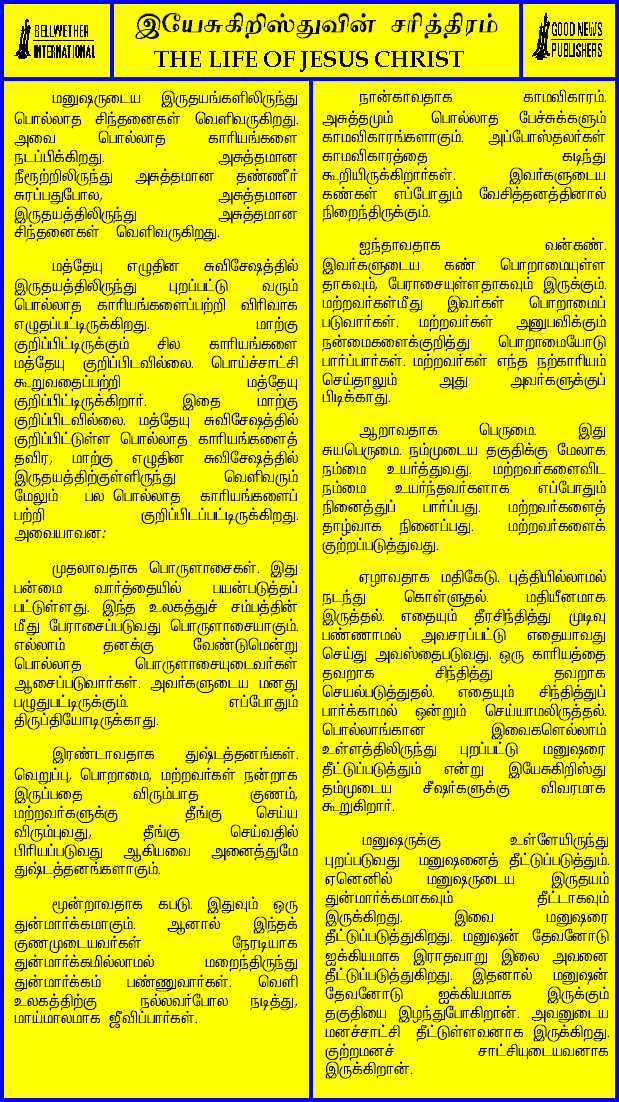 BELLWETHER
INTERNATIONAL
இயேசுகிறிஸ்துவின் சரித்திரம்
THE LIFE OF JESUS CHRIST
GOOD NEWS
PUBLISHERS
மனுஷருடைய இருதயங்களிலிருந்து
பொல்லாத சிந்தனைகள் வெளிவருகிறது.
அவை பொல்லாத காரியங்களை
நடப்பிக்கிறது. அசுத்தமான
நீரூற்றிலிருந்து அசுத்தமான தண்ணீர்
சுரப்பதுபோல, அசுத்தமான
இருதயத்திலிருந்து அசுத்தமான
சிந்தனைகள் வெளிவருகிறது.
மத்தேயு எழுதின சுவிசேஷத்தில்
இருதயத்திலிருந்து புறப்பட்டு வரும்
பொல்லாத காரியங்களைப்பற்றி விரிவாக
எழுதப்பட்டிருக்கிறது. மாற்கு
குறிப்பிட்டிருக்கும் சில காரியங்களை
மத்தேயு குறிப்பிடவில்லை. பொய்ச்சாட்சி
கூறுவதைப்பற்றி மத்தேயு
குறிப்பிட்டிருக்கிறார். இதை மாற்கு
குறிப்பிடவில்லை. மத்தேயு சுவிசேஷத்தில்
குறிப்பிட்டுள்ள பொல்லாத காரியங்களைத்
தவிர, மாற்கு எழுதின சுவிசேஷத்தில்
இருதயத்திற்குள்ளிருந்து வெளிவரும்
மேலும் பல பொல்லாத காரியங்களைப்
பற்றி குறிப்பிடப்பட்டிருக்கிறது.
அவையாவன:
முதலாவதாக பொருளாசைகள். இது
பன்மை வார்த்தையில் பயன்படுத்தப்
பட்டுள்ளது. இந்த உலகத்துச் சம்பத்தின்
மீது பேராசைப்படுவது பொருளாசையாகும்.
எல்லாம் தனக்கு வேண்டுமென்று
பொல்லாத பொருளாசையுடைவர்கள்
ஆசைப்படுவார்கள். அவர்களுடைய மனது
பழுதுபட்டிருக்கும். எப்போதும்
திருப்தியோடிருக்காது.
இரண்டாவதாக துஷ்டத்தனங்கள்.
வெறுப்பு, பொறாமை, மற்றவர்கள் நன்றாக
இருப்பதை விரும்பாத குணம்,
மற்றவர்களுக்கு தீங்கு செய்ய
விரும்புவது, தீங்கு செய்வதில்
பிரியப்படுவது ஆகியவை அனைத்துமே
துஷ்டத்தனங்களாகும்.
மூன்றாவதாக கபடு. இதுவும் ஒரு
துன்மார்க்கமாகும். ஆனால் இந்தக்
குணமுடையவர்கள் நேரடியாக
துன்மார்க்கமில்லாமல் மறைந்திருந்து
துன்மார்க்கம் பண்ணுவார்கள். வெளி
உலகத்திற்கு நல்லவர்போல நடித்து,
மாய்மாலமாக ஜீவிப்பார்கள்.
நான்காவதாக காமவிகாரம்.
அசுத்தமும் பொல்லாத பேச்சுக்களும்
காமவிகாரங்களாகும். அப்போஸ்தலர்கள்
காமவிகாரத்தை கடிந்து
கூறியிருக்கிறார்கள். இவர்களுடைய
கண்கள் எப்போதும் வேசித்தனத்தினால்
நிறைந்திருக்கும்.
ஐந்தாவதாக வன்கண்.
இவர்களுடைய கண் பொறாமையுள்ள
தாகவும், பேராசையுள்ளதாகவும் இருக்கும்.
மற்றவர்கள்மீது இவர்கள் பொறாமைப்
படுவார்கள். மற்றவர்கள் அனுபவிக்கும்
நன்மைகளைக்குறித்து பொறாமையோடு
பார்ப்பார்கள். மற்றவர்கள் எந்த நற்காரியம்
செய்தாலும் அது அவர்களுக்குப்
பிடிக்காது.
ஆறாவதாக பெருமை. இது
சுயபெருமை. நம்முடைய தகுதிக்கு மேலாக
நம்மை உயர்த்துவது. மற்றவர்களைவிட
நம்மை உயர்ந்தவர்களாக எப்போதும்
நினைத்துப் பார்ப்பது. மற்றவர்களைத்
தாழ்வாக நினைப்பது. மற்றவர்களைக்
குற்றப்படுத்துவது.
ஏழாவதாக மதிகேடு. புத்தியில்லாமல்
நடந்து கொள்ளுதல். மதியீனமாக
இருத்தல். எதையும் தீரசிந்தித்து முடிவு
பண்ணாமல் அவசரப்பட்டு எதையாவது
செய்து அவஸ்தைபடுவது. ஒரு காரியத்தை
தவறாக சிந்தித்து தவறாக
செயல்படுத்துதல். எதையும் சிந்தித்துப்
பார்க்காமல் ஒன்றும் செய்யாமலிருத்தல்.
பொல்லாங்கான இவைகளெல்லாம்
உள்ளத்திலிருந்து புறப்பட்டு மனுஷரை
தீட்டுப்படுத்தும் என்று இயேசுகிறிஸ்து
தம்முடைய சீஷர்களுக்கு விவரமாக
கூறுகிறார்.
மனுஷருக்கு உள்ளேயிருந்து
புறப்படுவது மனுஷனைத் தீட்டுப்படுத்தும்.
ஏனெனில் மனுஷருடைய இருதயம்
துன்மார்க்கமாகவும் தீட்டாகவும்
இருக்கிறது. இவை மனுஷரை
தீட்டுப்படுத்துகிறது. மனுஷன் தேவனோடு
ஐக்கியமாக இராதவாறு இலை அவனை
தீட்டுப்படுத்துகிறது. இதனால் மனுஷன்
தேவனோடு ஐக்கியமாக இருக்கும்
தகுதியை இழந்துபோகிறான். அவனுடைய
மனச்சாட்சி தீட்டுள்ளவனாக இருக்கிறது.
குற்றமனச் சாட்சியுடையவனாக
இருக்கிறான்.